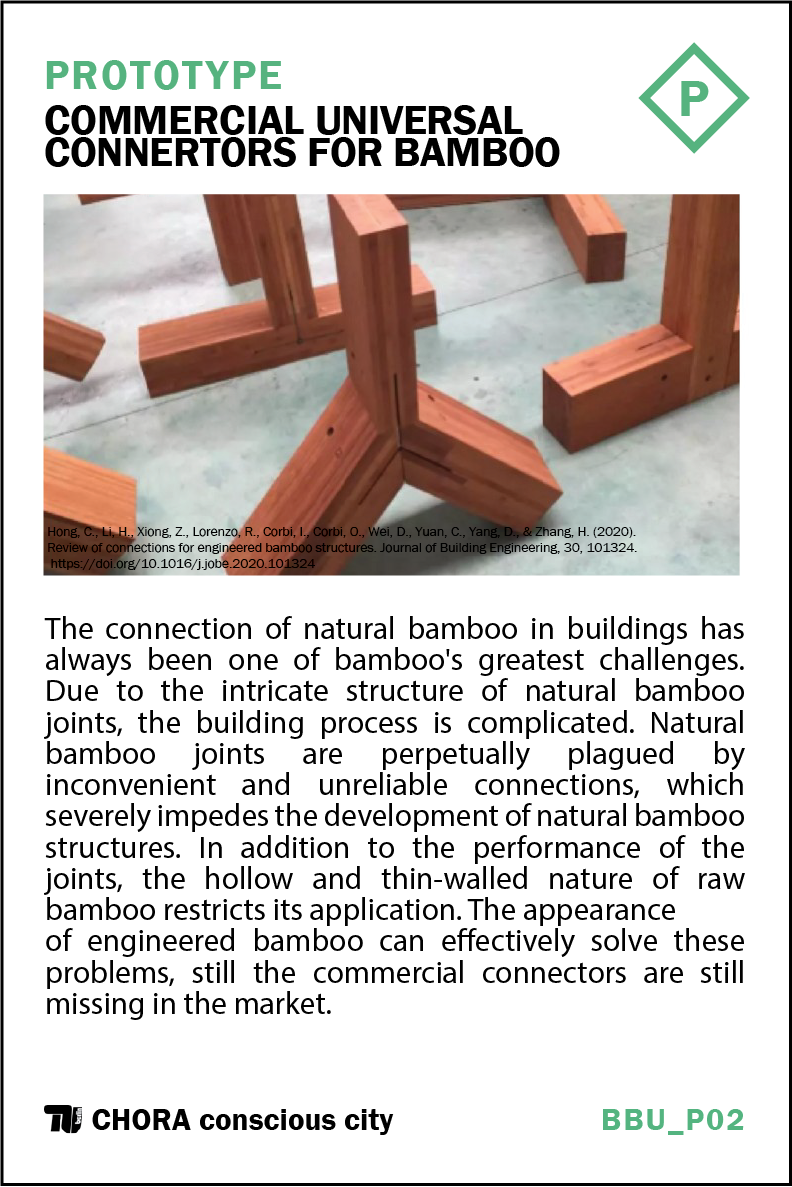 PROTOTYPE
COMMERCIAL UNIVERSAL
CONNERTORS FOR BAMBOO
P
Hong, C., Li, H., Xiong, Z., Lorenzo, R., Corbi, I., Corbi, O., Wei, D., Yuan, C., Yang, D., & Zhang, H. (2020).
Review of connections for engineered bamboo structures. Journal of Building Engineering, 30, 101324.
https://doi.org/10.1016/j.jobe.2020.101324
The connection of natural bamboo in buildings has
always been one of bamboo's greatest challenges.
Due to the intricate structure of natural bamboo
joints, the building process is complicated. Natural
bamboo joints are perpetually plagued by
inconvenient and unreliable connections, which
severely impedes the development of natural bamboo
structures. In addition to the performance of the
joints, the hollow and thin-walled nature of raw
bamboo restricts its application. The appearance
of engineered bamboo can effectively solve these
problems, still the commercial connectors are still
missing in the market.
TU berlin CHORA conscious city
BBU_P02